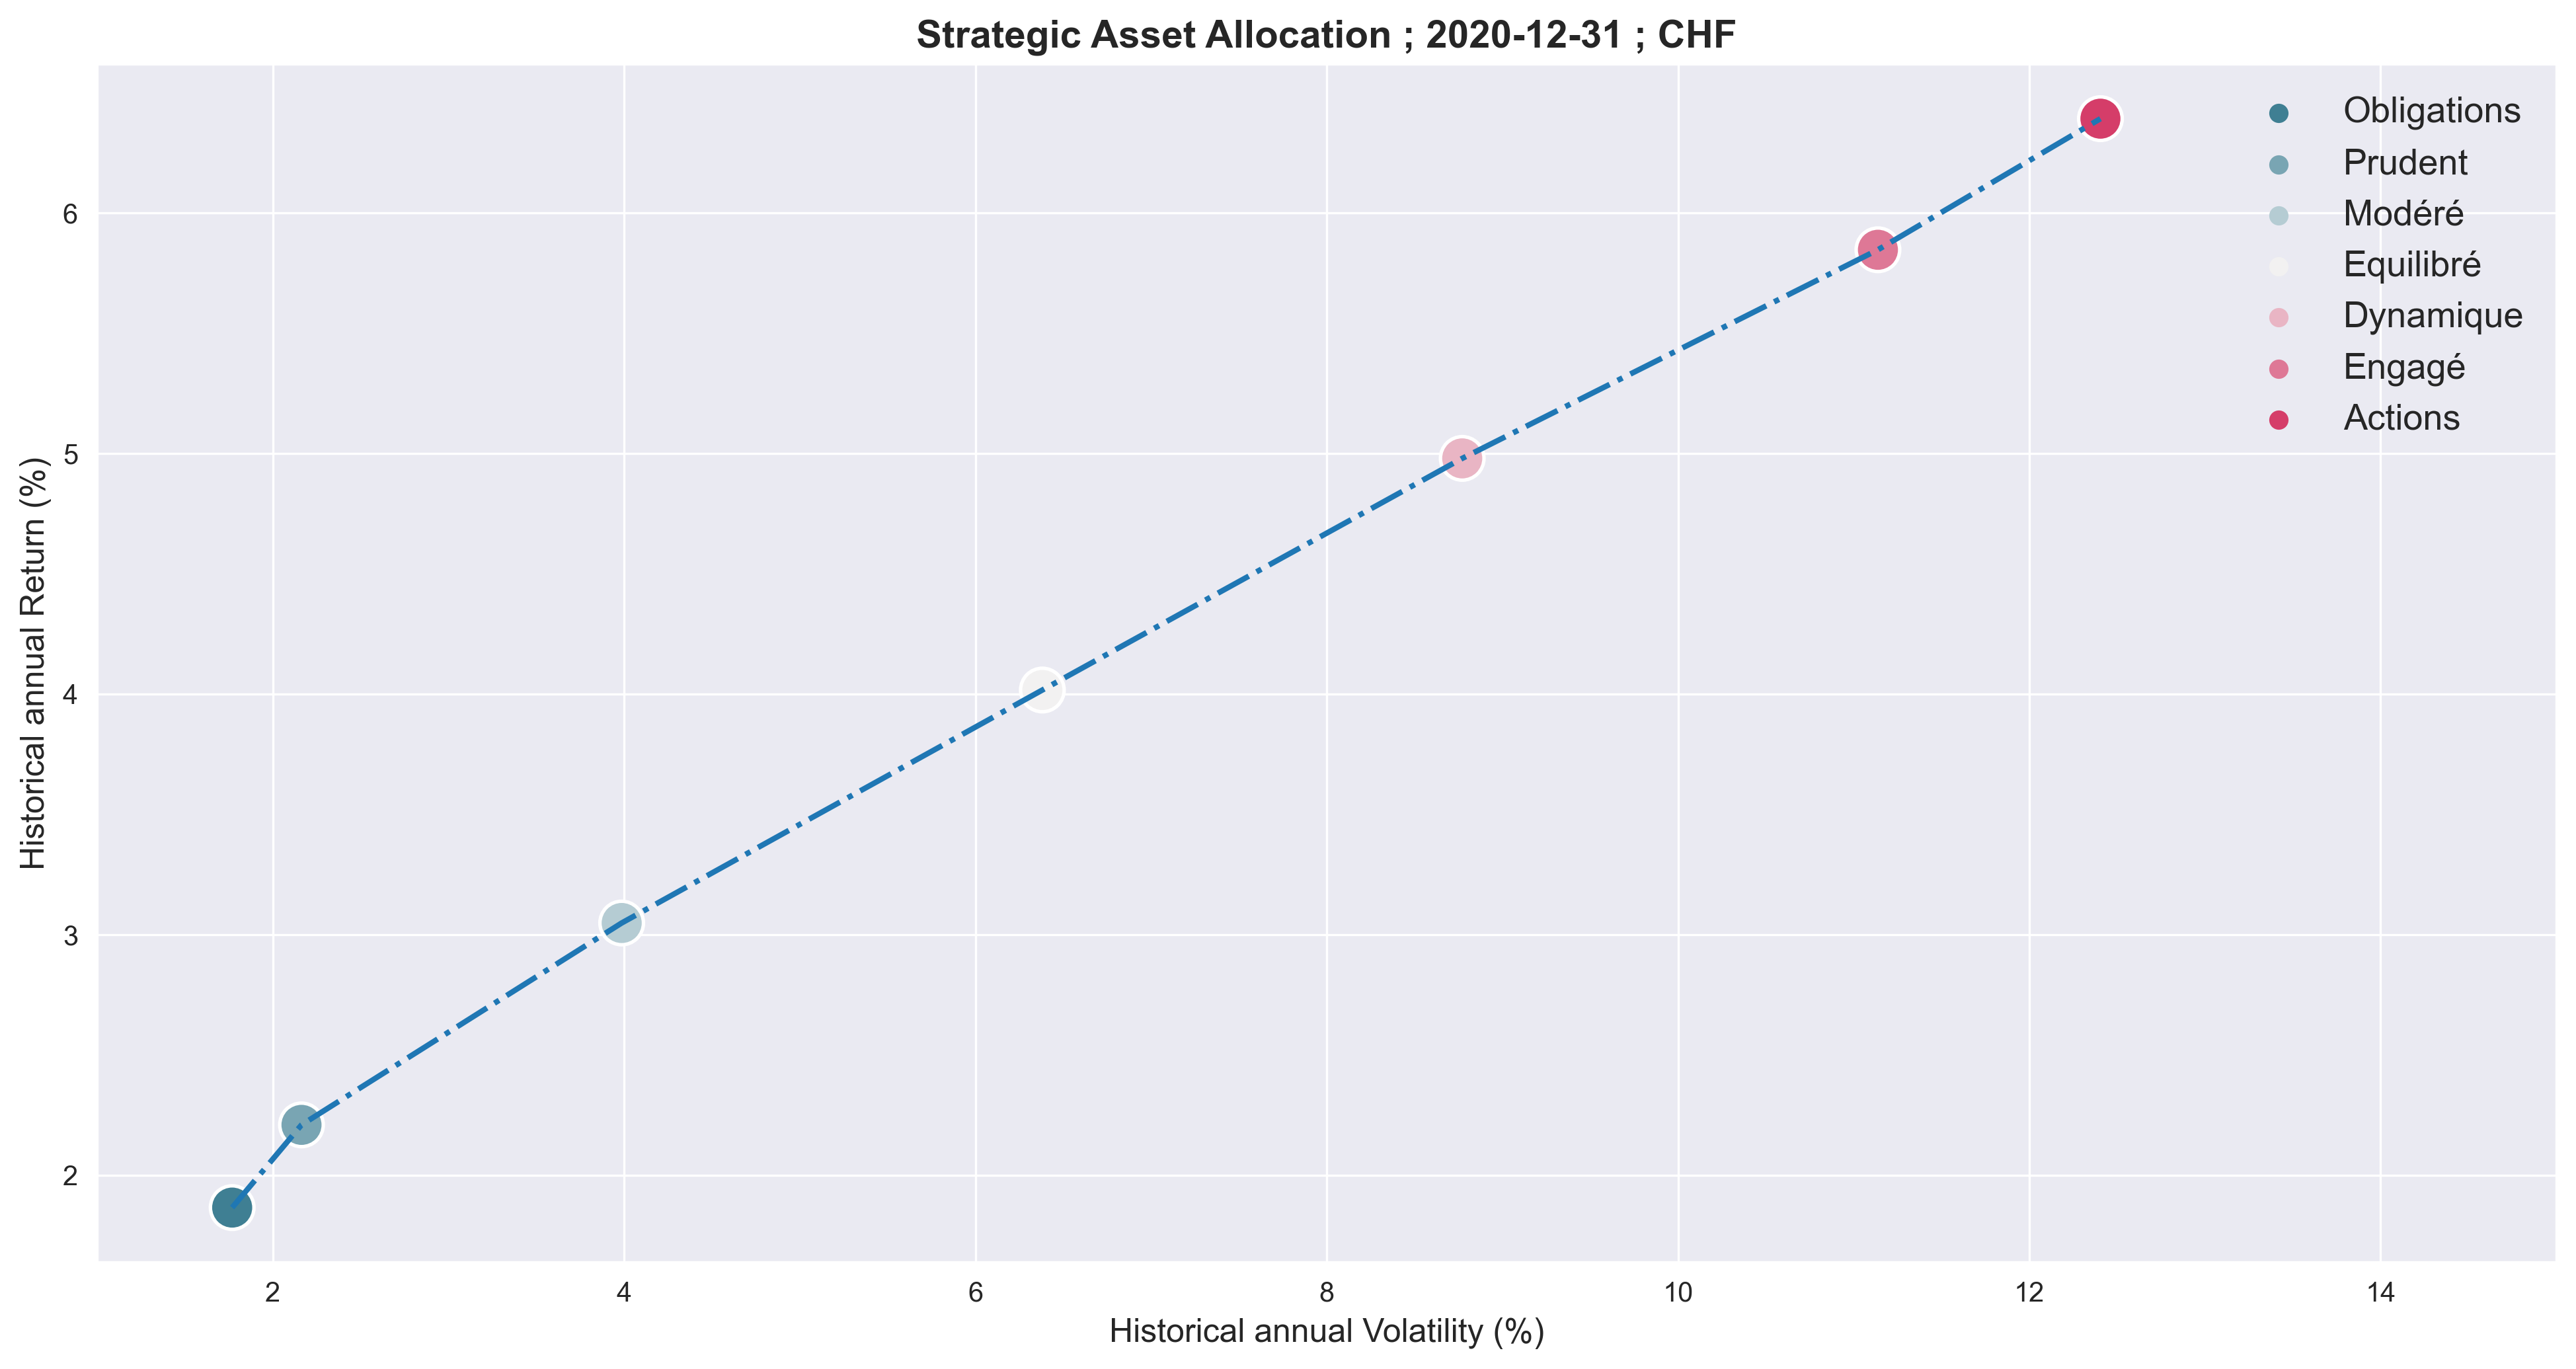 Strategic Asset Allocation ; 2020-12-31 ; CHF
Obligations
Prudent
Modéré
Equilibré
Dynamique
Engagé
Actions
Historical annual Return (%)
6
5
4
3
2
2
4
6
8
10
12
14
Historical annual Volatility (%)